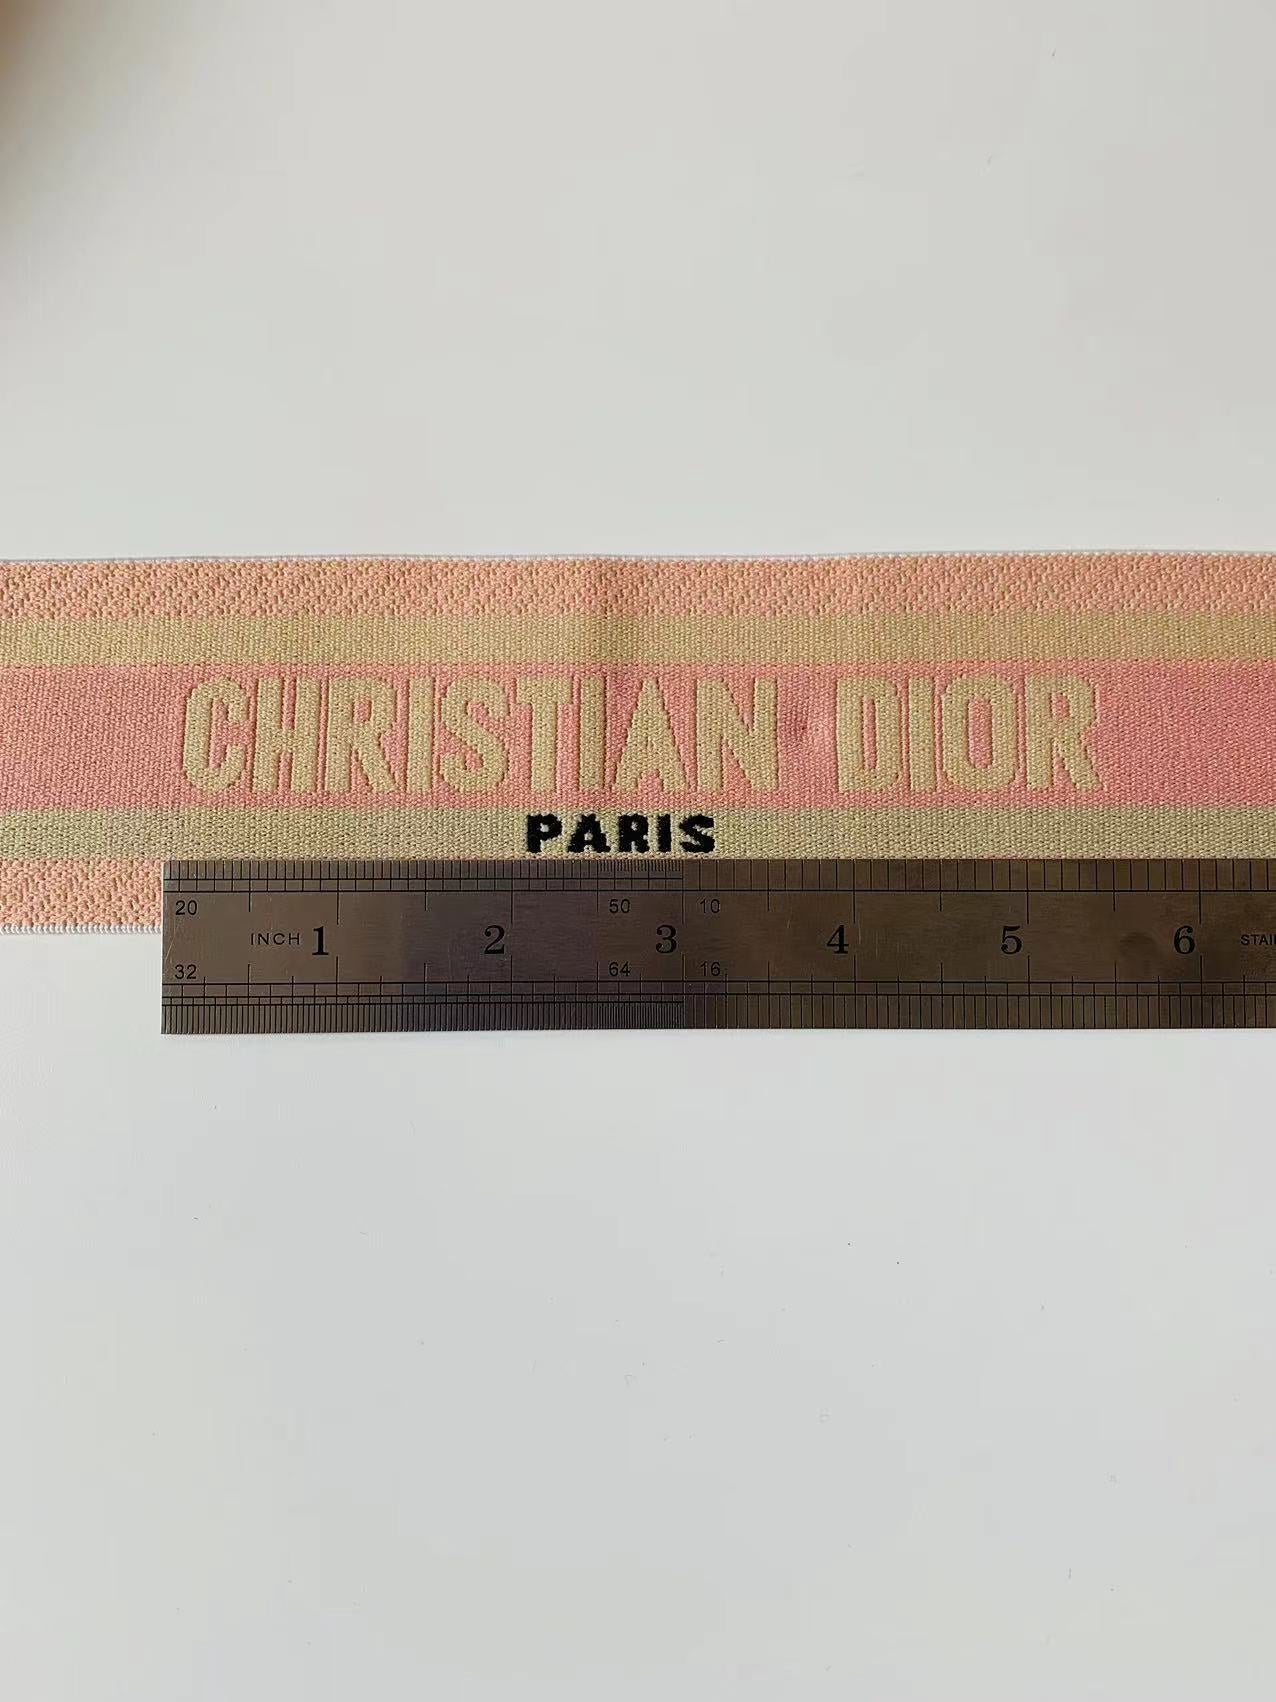 CHRISTIAN DIOR
PARIS
20 50 10
INCH 1 2 3 4 5 6
32 64 16